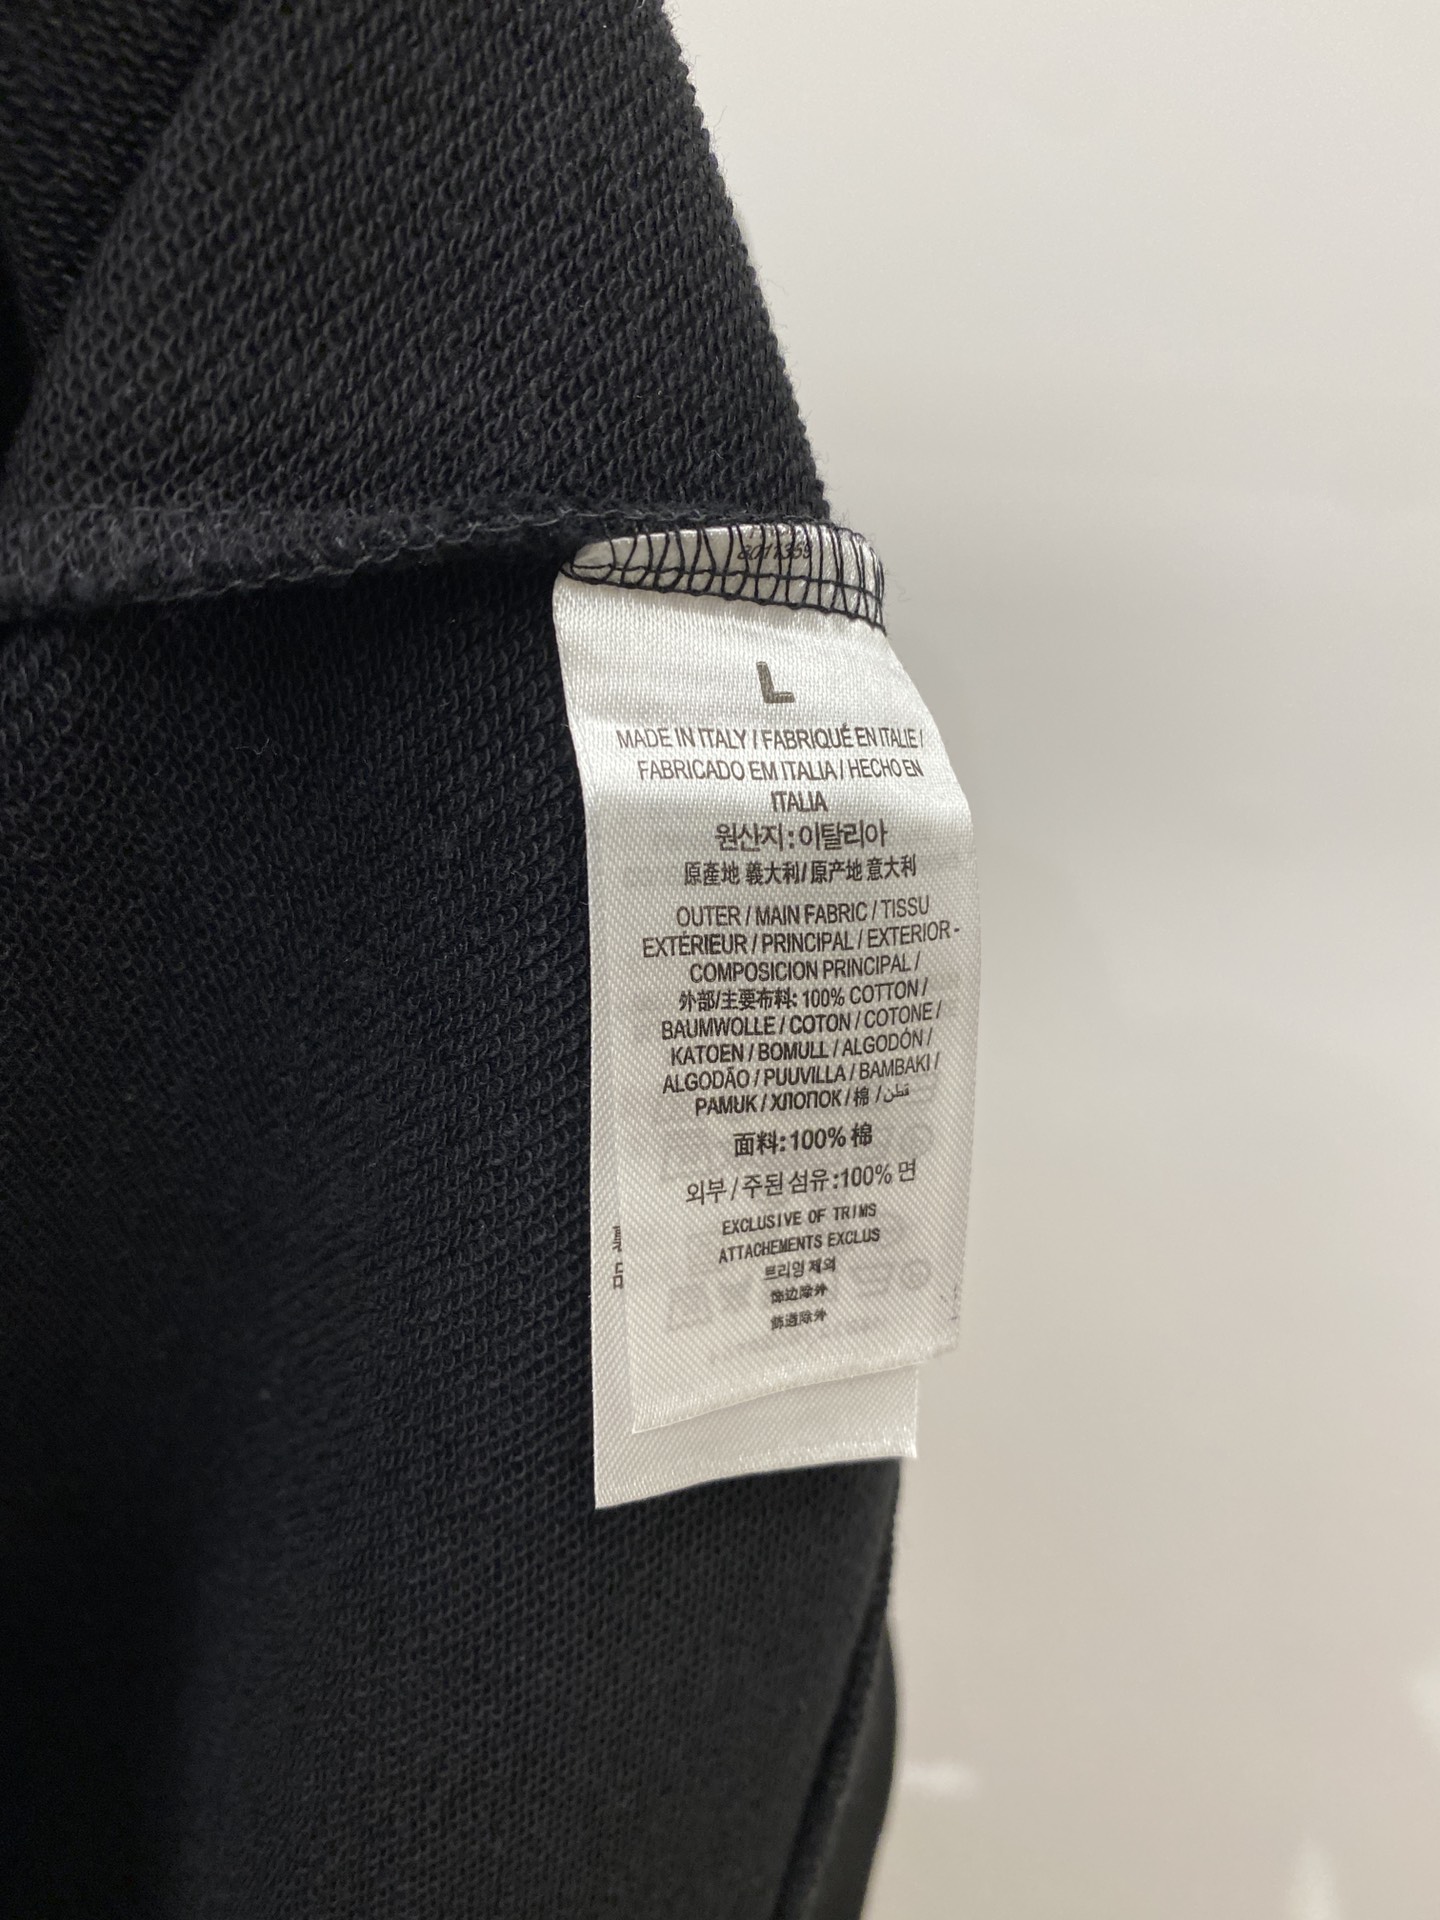 8011359
L
MADE IN ITALY / FABRIQUÉ EN ITALIE /
FABRICADO EM ITALIA / HECHO EN
ITALIA
원산지 : 이탈리아
原產地 義大利/ 原产地 意大利
OUTER / MAIN FABRIC / TISSU
EXTÉRIEUR / PRINCIPAL / EXTERIOR -
COMPOSICION PRINCIPAL /
外部/主要布料: 100% COTTON /
BAUMWOLLE / COTON / COTONE /
KATOEN / BOMULL / ALGODÓN /
ALGODÃO / PUUVILLA / BAMBAKI /
PAMUK / ХЛОПОК / 棉 / قطن
面料: 100% 棉
외부 / 주된 섬유 :100% 면
EXCLUSIVE OF TRIMS
ATTACHEMENTS EXCLUS
트리밍 제외
饰边除外
飾邊除外